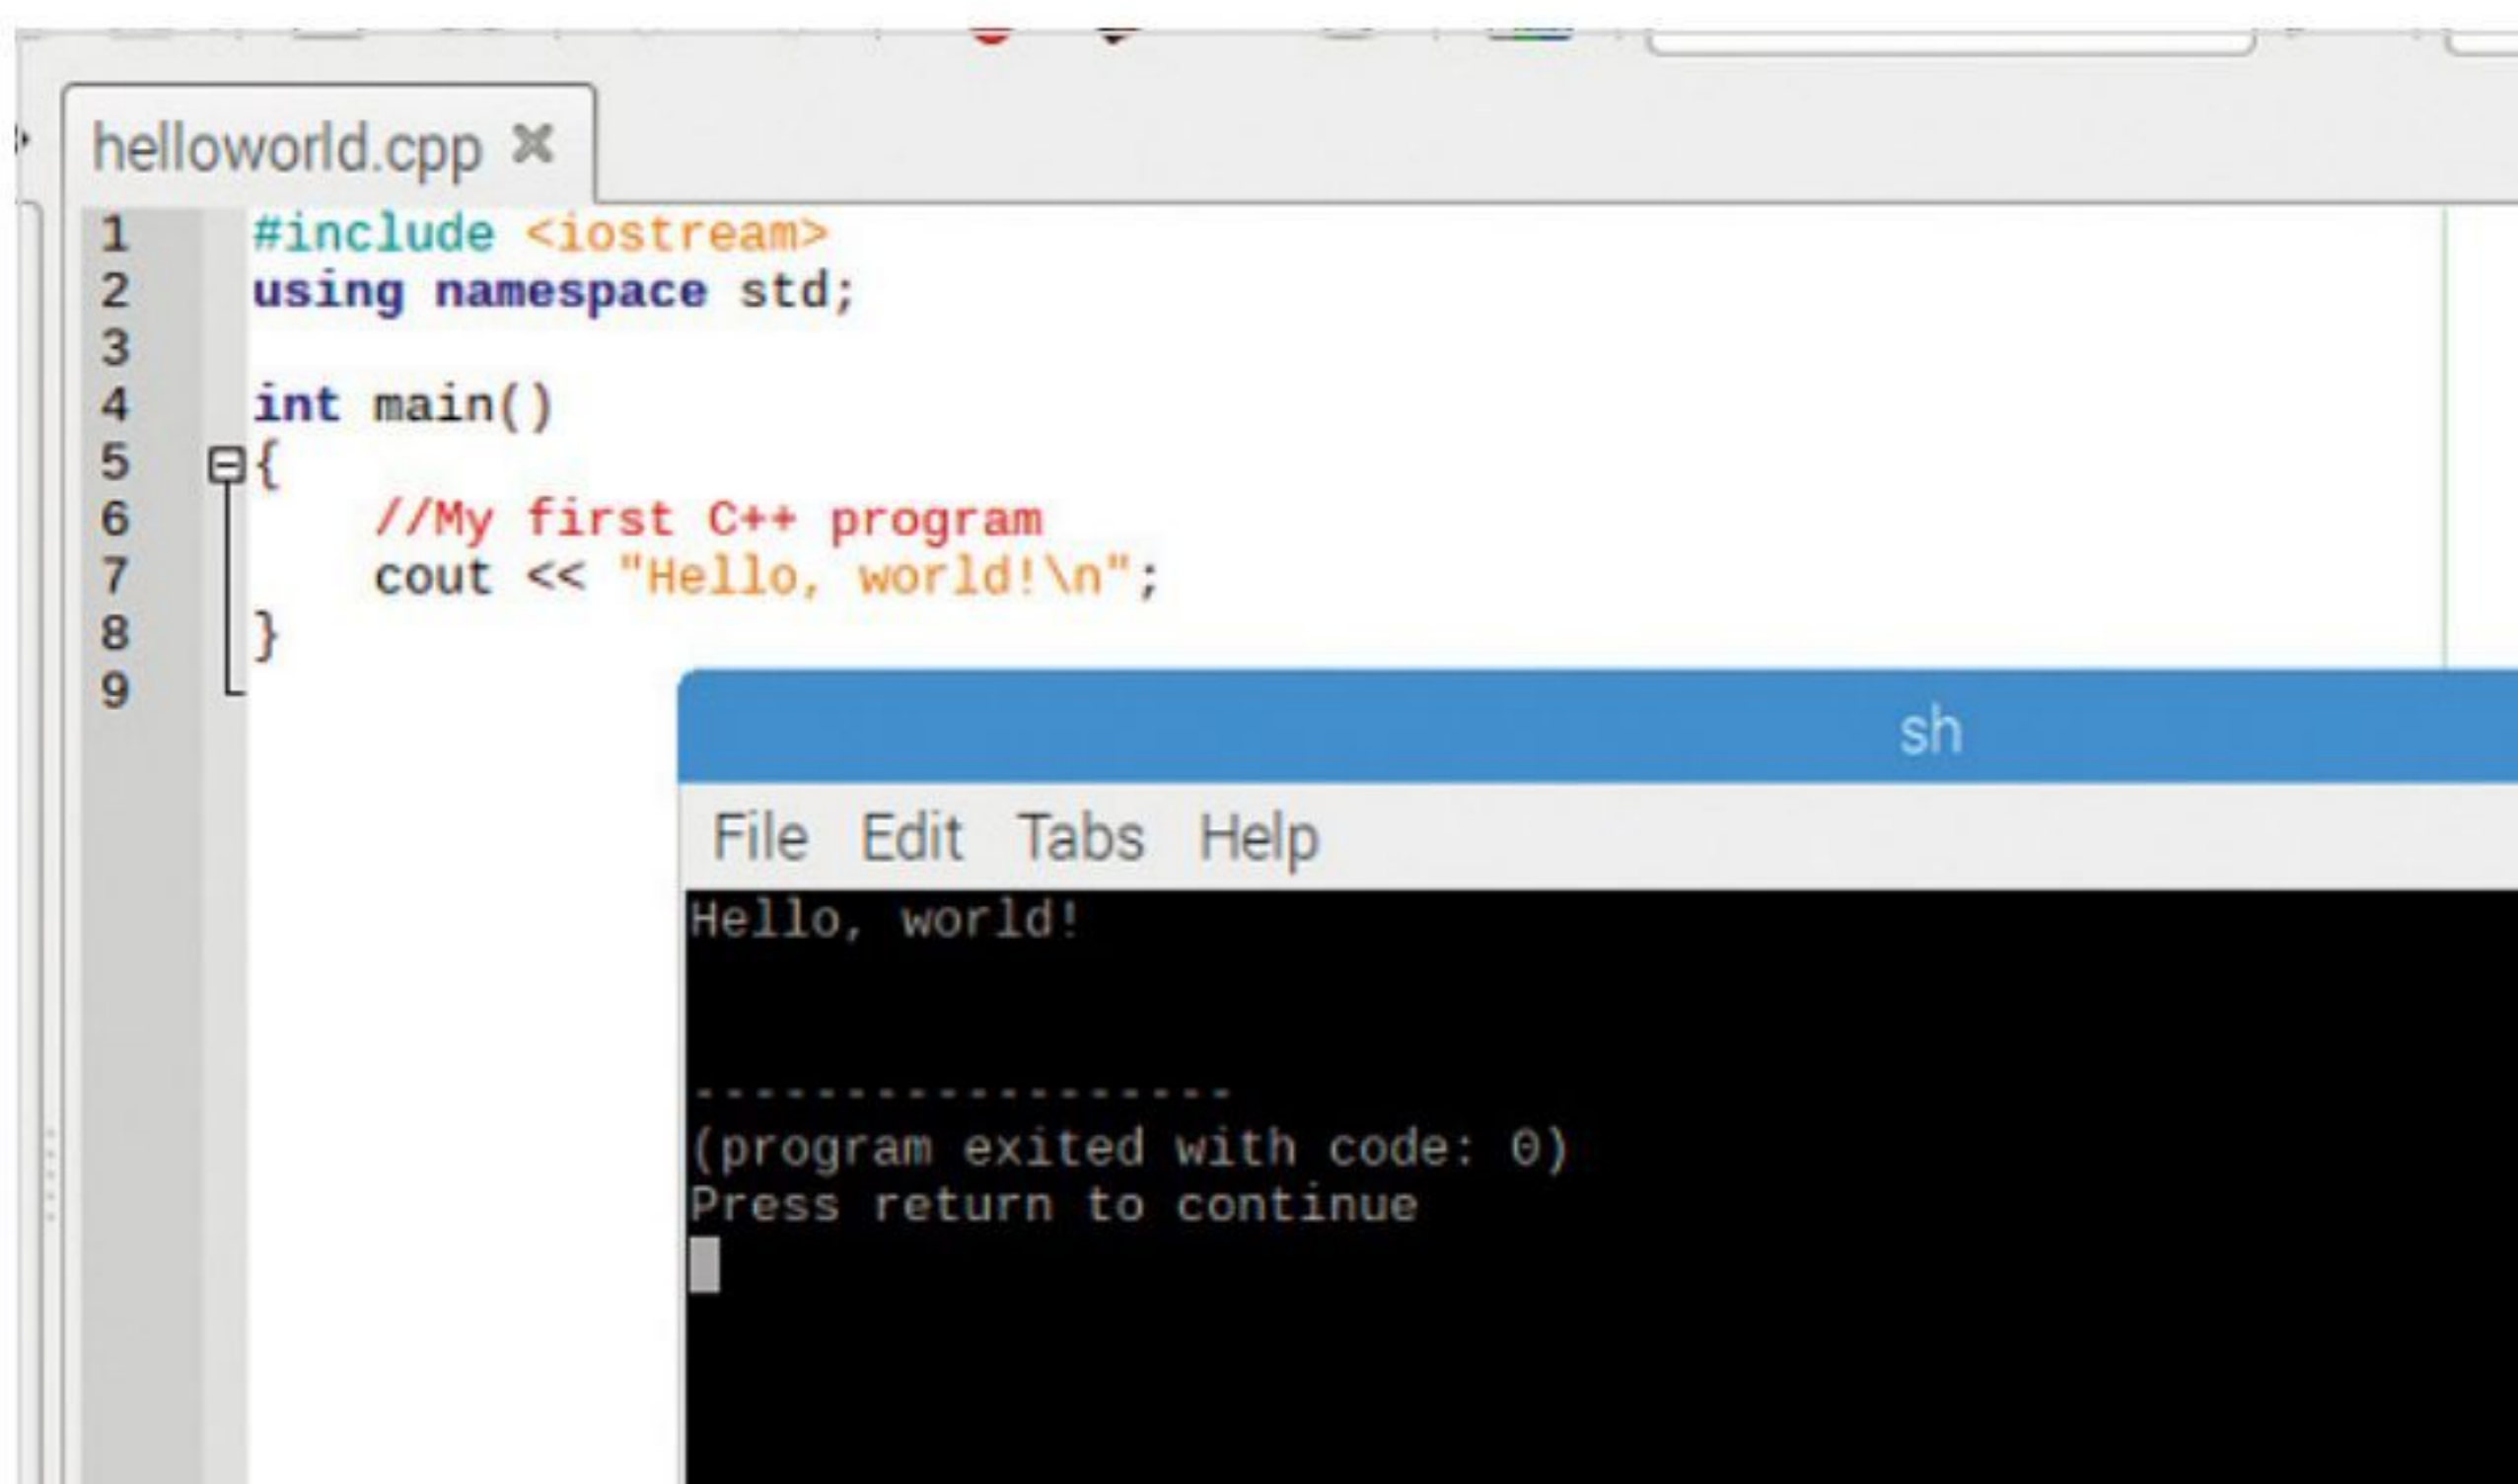 helloworld.cpp
1 #include <iostream>
2 using namespace std;
3
4 int main()
5 {
6     //My first C++ program
7     cout << "Hello, world!\n";
8 }
9
sh
File Edit Tabs Help
Hello, world!
------------------
(program exited with code: 0)
Press return to continue